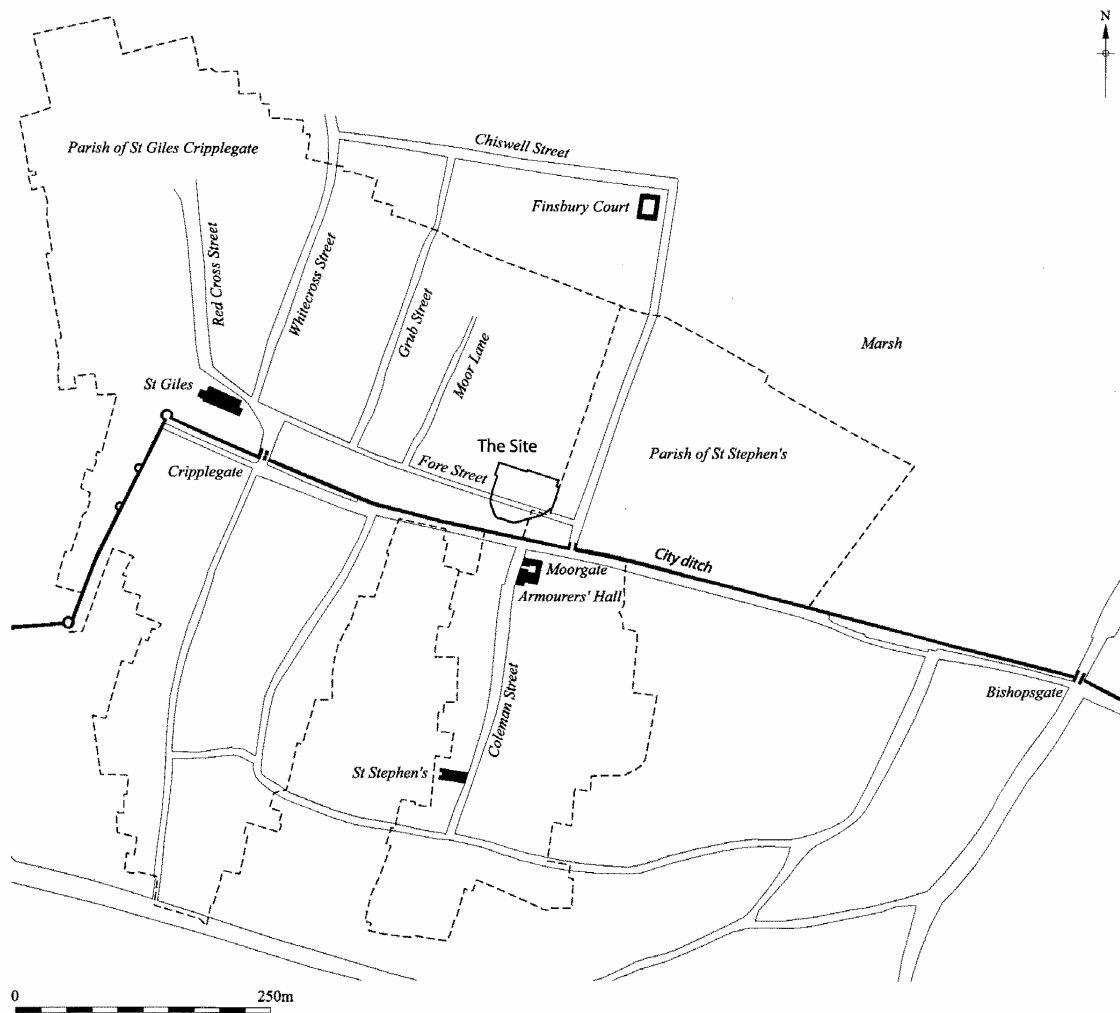 N
Chiswell Street
Parish of St Giles Cripplegate
Finsbury Court
Red Cross Street
Whitecross Street
Grub Street
Moor Lane
Marsh
St Giles
The Site
Parish of St Stephen's
Fore Street
Cripplegate
City ditch
Moorgate
Armourers' Hall
Coleman Street
Bishopsgate
St Stephen's
0 250m